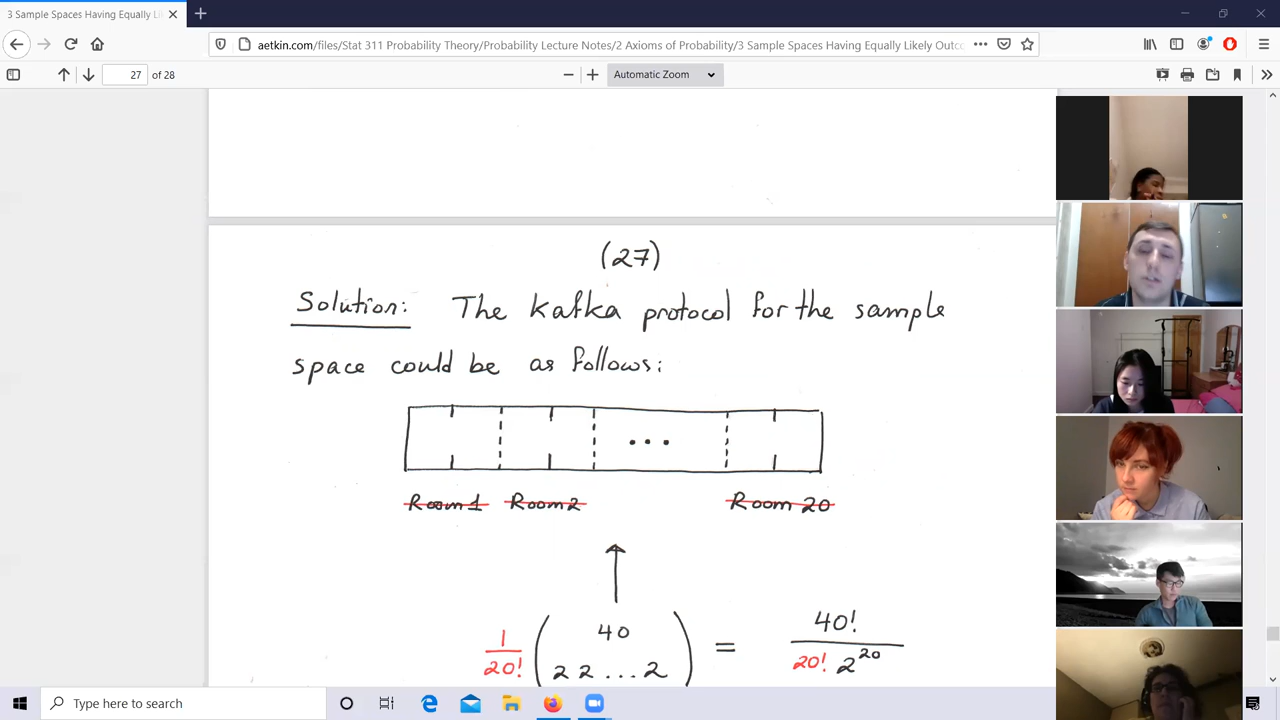 3 Sample Spaces Having Equally Li
aetkin.com/files/Stat 311 Probability Theory/Probability Lecture Notes/2 Axioms of Probability/3 Sample Spaces Having Equally Likely Outco
27 of 28
Automatic Zoom
(27)
Solution: The Kafka protocol for the sample
space could be as follows:
...
Room 1 Room 2 Room 20
1/20! ( 40 / 2 2 .... 2 ) = 40! / 20! 2^20
Type here to search